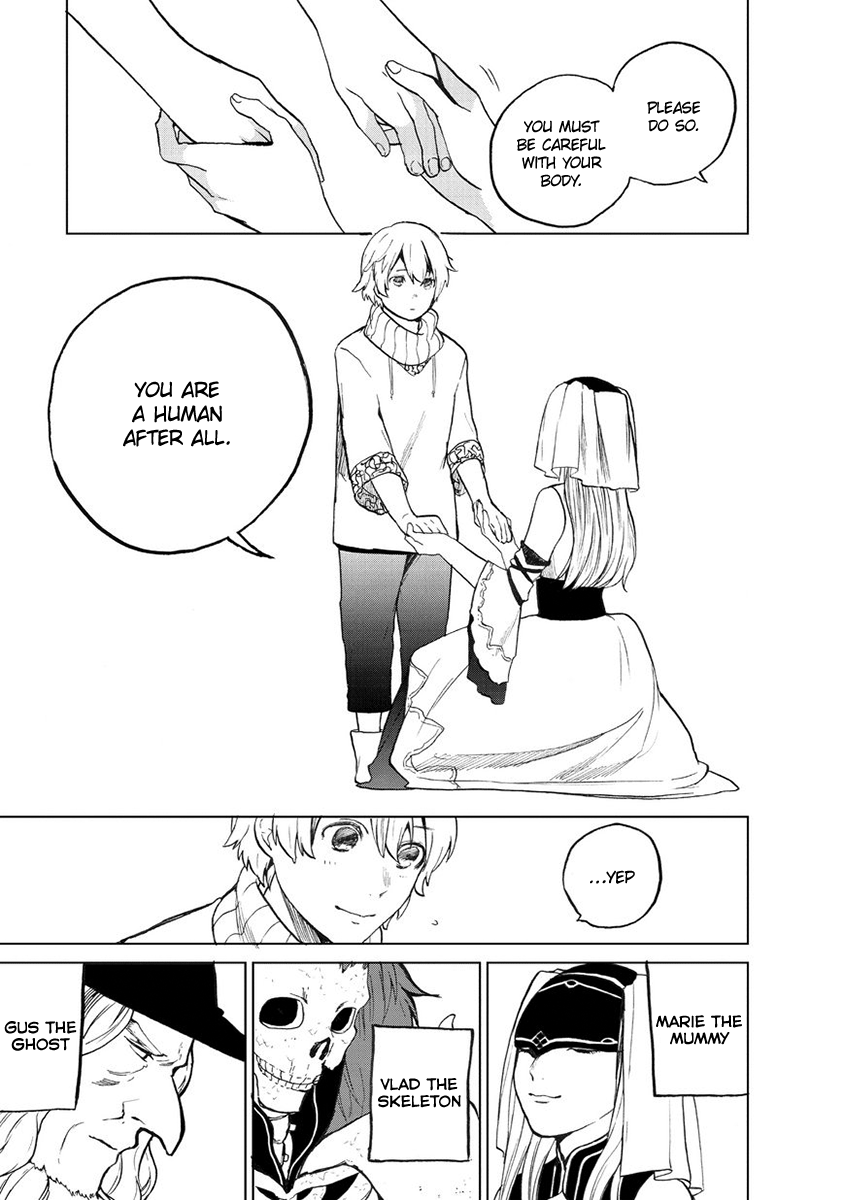 PLEASE
DO SO.
YOU MUST
BE CAREFUL
WITH YOUR
BODY.
YOU ARE
A HUMAN
AFTER ALL.
...YEP
MARIE THE
MUMMY
VLAD THE
SKELETON
GUS THE
GHOST